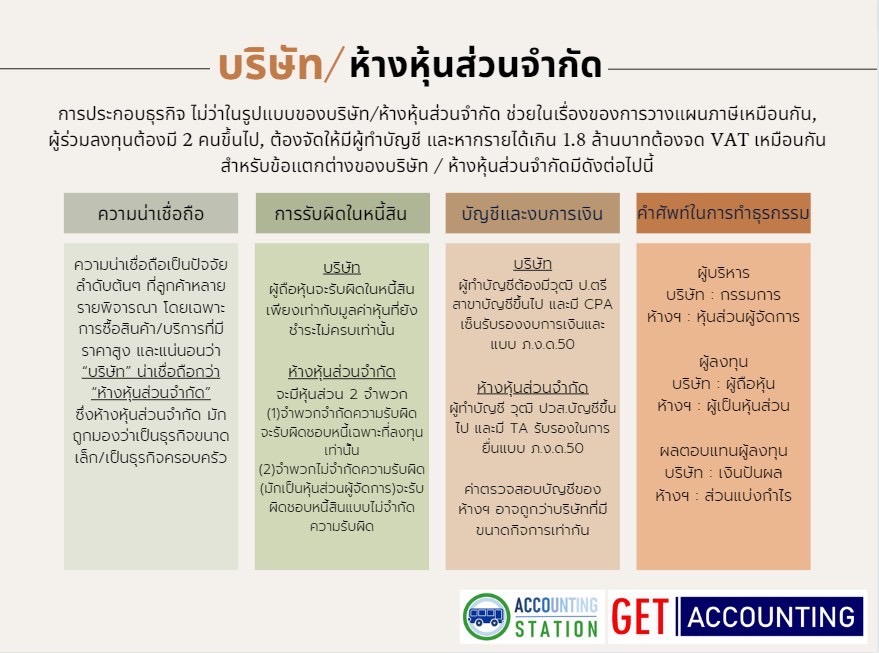 บริษัท/ห้างหุ้นส่วนจำกัด
การประกอบธุรกิจ ไม่ว่าในรูปแบบของบริษัท/ห้างหุ้นส่วนจำกัด ช่วยในเรื่องของการวางแผนภาษีเหมือนกัน,
ผู้ร่วมลงทุนต้องมี 2 คนขึ้นไป, ต้องจัดให้มีผู้ทำบัญชี และหากรายได้เกิน 1.8 ล้านบาทต้องจด VAT เหมือนกัน
สำหรับข้อแตกต่างของบริษัท / ห้างหุ้นส่วนจำกัดมีดังต่อไปนี้
ความน่าเชื่อถือ
ความน่าเชื่อถือเป็นปัจจัย
ลำดับต้นๆ ที่ลูกค้าหลาย
รายพิจารณา โดยเฉพาะ
การซื้อสินค้า/บริการที่มี
ราคาสูง และแน่นอนว่า
“บริษัท” น่าเชื่อถือกว่า
“ห้างหุ้นส่วนจำกัด”
ซึ่งห้างหุ้นส่วนจำกัด มัก
ถูกมองว่าเป็นธุรกิจขนาด
เล็ก/เป็นธุรกิจครอบครัว
การรับผิดในหนี้สิน
บริษัท
ผู้ถือหุ้นจะรับผิดในหนี้สิน
เพียงเท่ากับมูลค่าหุ้นที่ยัง
ชำระไม่ครบเท่านั้น
ห้างหุ้นส่วนจำกัด
จะมีหุ้นส่วน 2 จำพวก
(1)จำพวกจำกัดความรับผิด
จะรับผิดชอบหนี้เฉพาะที่ลงทุน
เท่านั้น
(2)จำพวกไม่จำกัดความรับผิด
(มักเป็นหุ้นส่วนผู้จัดการ)จะรับ
ผิดชอบหนี้สินแบบไม่จำกัด
ความรับผิด
บัญชีและงบการเงิน
บริษัท
ผู้ทำบัญชีต้องมีวุฒิ ป.ตรี
สาขาบัญชีขึ้นไป และมี CPA
เซ็นรับรองงบการเงินและ
แบบ ภ.ง.ด.50
ห้างหุ้นส่วนจำกัด
ผู้ทำบัญชี วุฒิ ปวส.บัญชีขึ้น
ไป และมี TA รับรองในการ
ยื่นแบบ ภ.ง.ด.50
ค่าตรวจสอบบัญชีของ
ห้างฯ อาจถูกว่าบริษัทที่มี
ขนาดกิจการเท่ากัน
คำศัพท์ในการทำธุรกรรม
ผู้บริหาร
บริษัท : กรรมการ
ห้างฯ : หุ้นส่วนผู้จัดการ
ผู้ลงทุน
บริษัท : ผู้ถือหุ้น
ห้างฯ : ผู้เป็นหุ้นส่วน
ผลตอบแทนผู้ลงทุน
บริษัท : เงินปันผล
ห้างฯ : ส่วนแบ่งกำไร
ACCOUNTING
STATION
GET ACCOUNTING